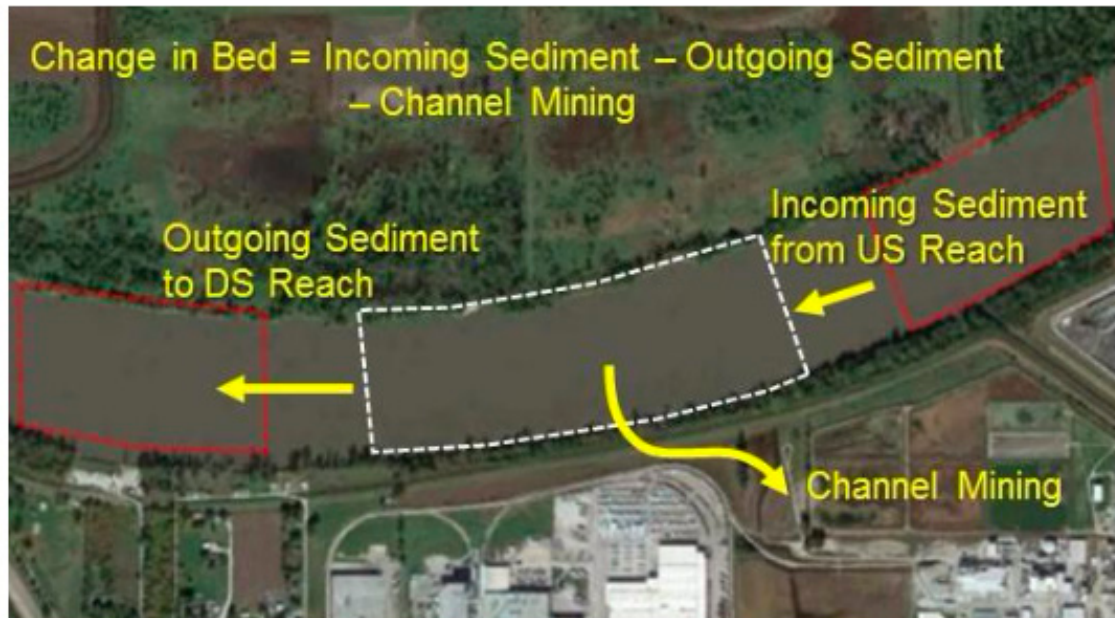 Change in Bed = Incoming Sediment – Outgoing Sediment
– Channel Mining
Incoming Sediment
from US Reach
Outgoing Sediment
to DS Reach
Channel Mining